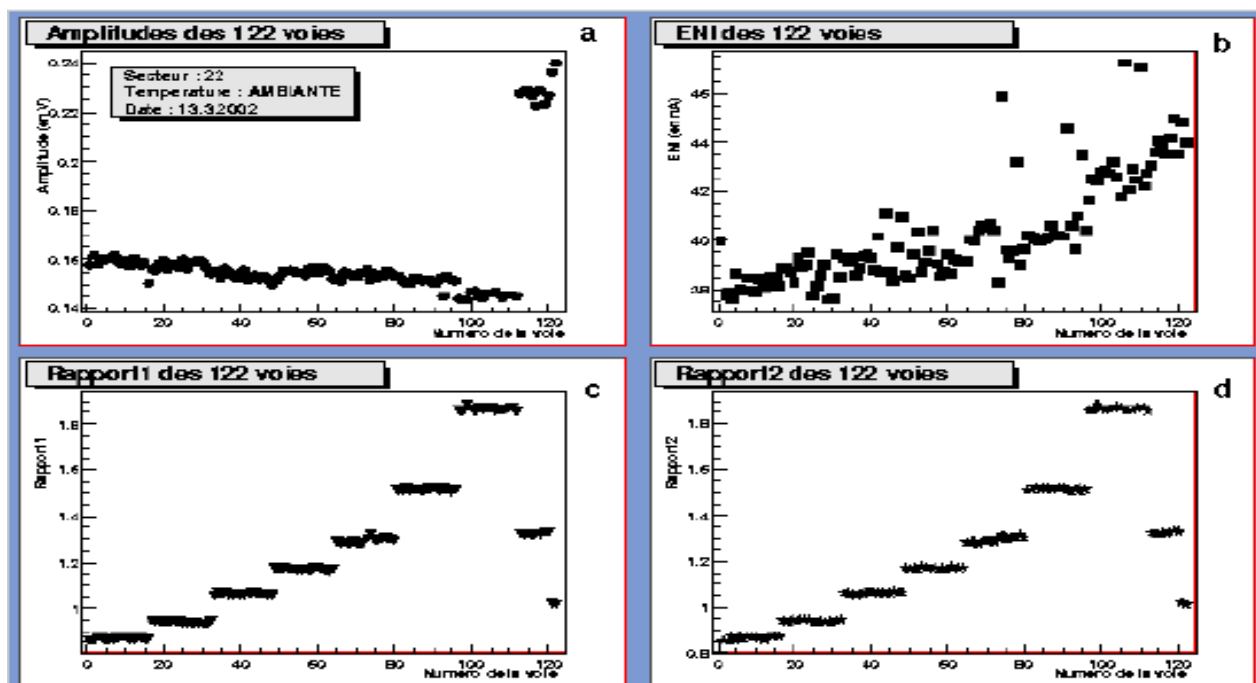 Amplitudes des 122 voies
a
Secteur : 22
Temperature : AMBIANTE
Date : 13.3.2002
Amplitude (en V)
0.24
0.22
0.2
0.18
0.16
0.14
0 20 40 60 80 100 120
Numero de la voie
ENI des 122 voies
b
ENI (en nA)
46
44
42
40
38
0 20 40 60 80 100 120
Numero de la voie
Rapport1 des 122 voies
c
Rapport1
1.8
1.6
1.4
1.2
1
0 20 40 60 80 100 120
Numero de la voie
Rapport2 des 122 voies
d
Rapport2
1.8
1.6
1.4
1.2
1
0.8
0 20 40 60 80 100 120
Numero de la voie